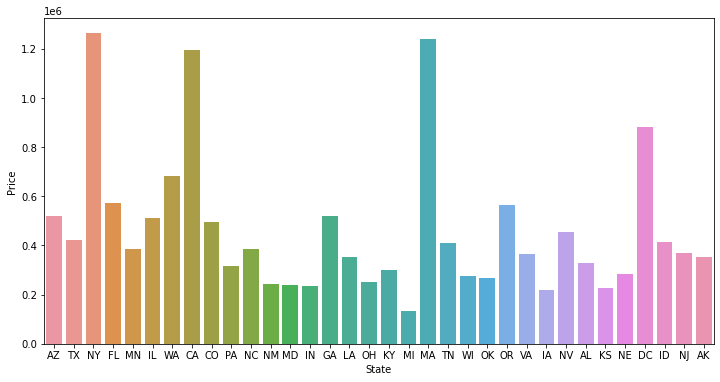 1e6
1.2
1.0
0.8
0.6
0.4
0.2
0.0
Price
AZ TX NY FL MN IL WA CA CO PA NC NM MD IN GA LA OH KY MI MA TN WI OK OR VA IA NV AL KS NE DC ID NJ AK
State